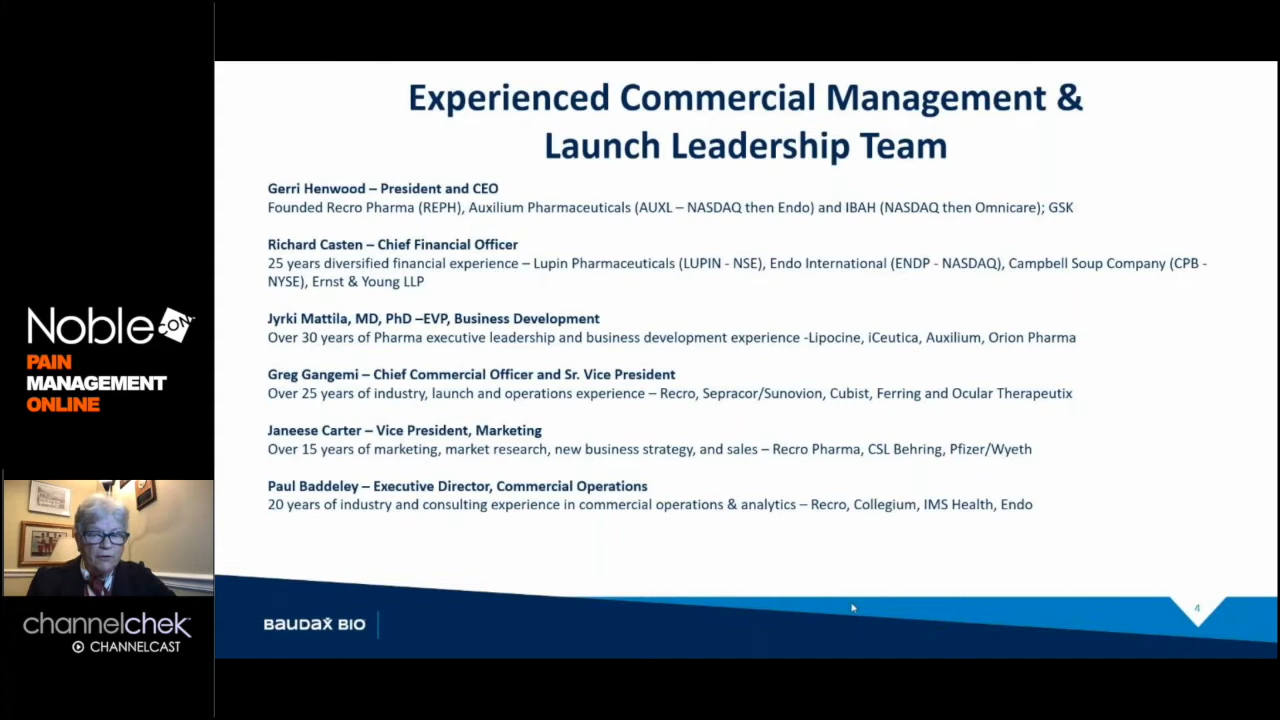 Experienced Commercial Management &
Launch Leadership Team
Gerri Henwood – President and CEO
Founded Recro Pharma (REPH), Auxilium Pharmaceuticals (AUXL – NASDAQ then Endo) and IBAH (NASDAQ then Omnicare); GSK
Richard Casten – Chief Financial Officer
25 years diversified financial experience – Lupin Pharmaceuticals (LUPIN - NSE), Endo International (ENDP - NASDAQ), Campbell Soup Company (CPB -
NYSE), Ernst & Young LLP
Jyrki Mattila, MD, PhD –EVP, Business Development
Over 30 years of Pharma executive leadership and business development experience -Lipocine, iCeutica, Auxilium, Orion Pharma
Greg Gangemi – Chief Commercial Officer and Sr. Vice President
Over 25 years of industry, launch and operations experience – Recro, Sepracor/Sunovion, Cubist, Ferring and Ocular Therapeutix
Janeese Carter – Vice President, Marketing
Over 15 years of marketing, market research, new business strategy, and sales – Recro Pharma, CSL Behring, Pfizer/Wyeth
Paul Baddeley – Executive Director, Commercial Operations
20 years of industry and consulting experience in commercial operations & analytics – Recro, Collegium, IMS Health, Endo
BAUDAX BIO
4
Noble CON
PAIN
MANAGEMENT
ONLINE
channelchek
CHANNELCAST